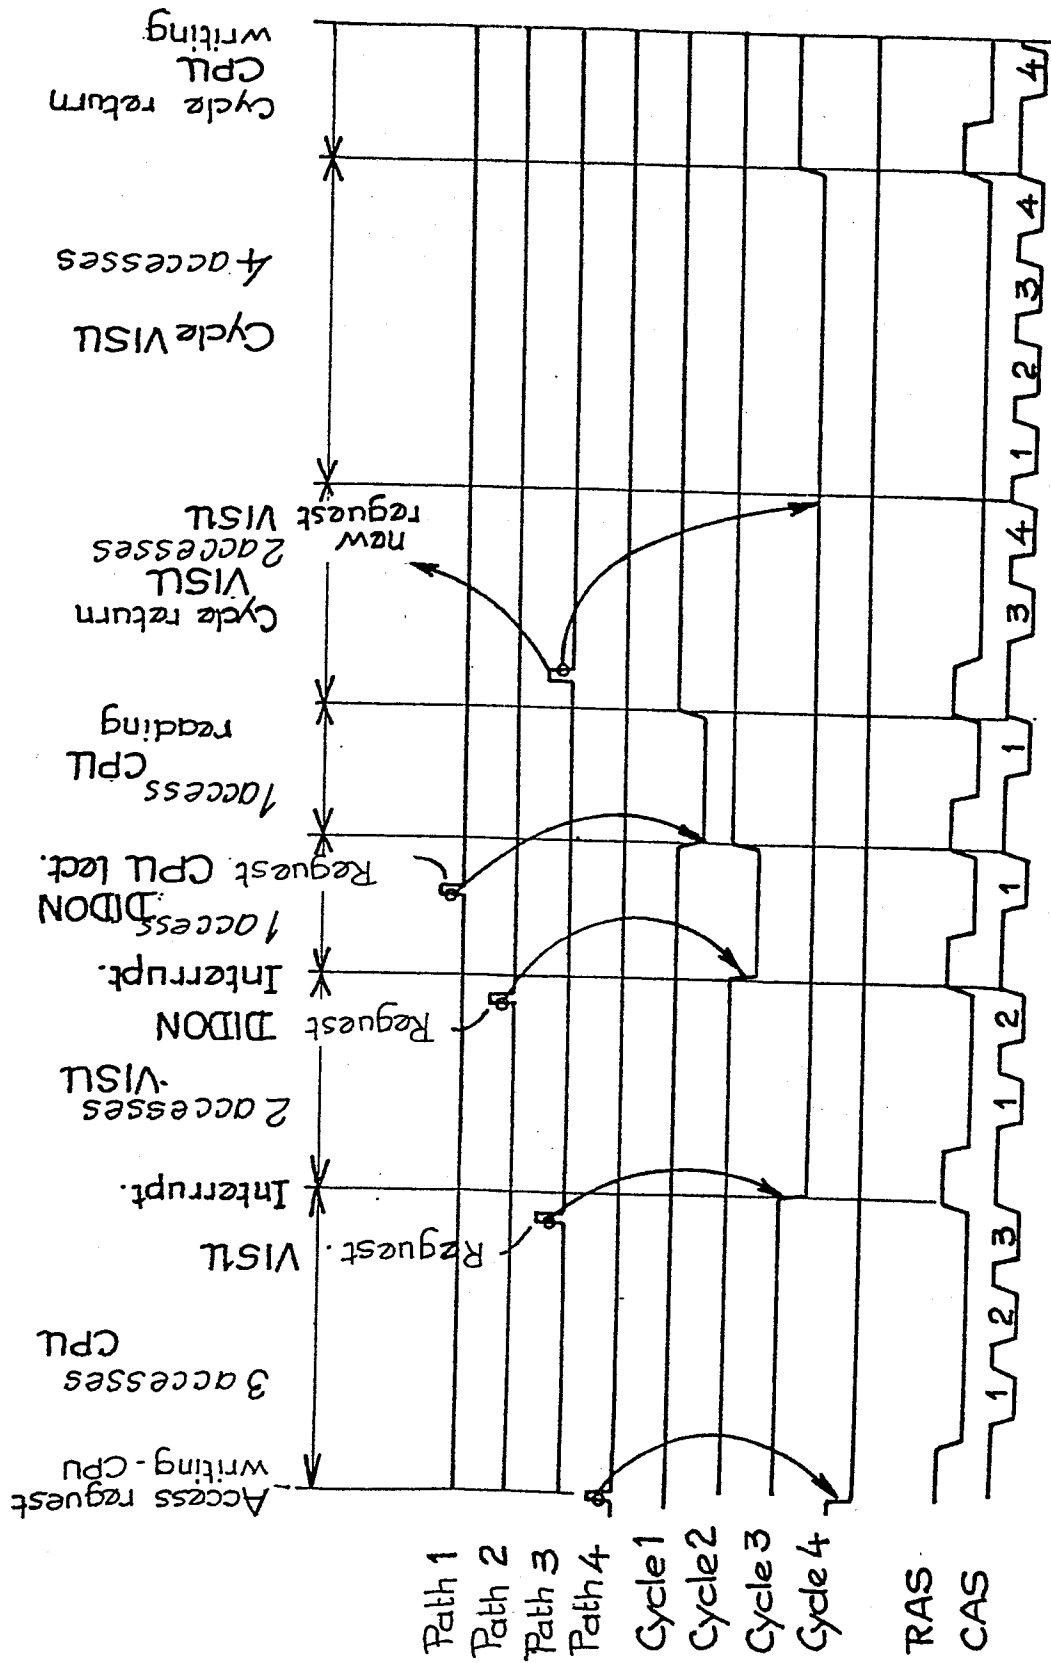 Access request
writing - CPU
3 accesses
CPU
Request
VISU
Interrupt.
2 accesses
VISU
Request
DIDON
Interrupt.
1 access
DIDON
Request
CPU lect.
1 access
CPU
reading
Cycle return
VISU
2 accesses
new
request VISU
Cycle VISU
4 accesses
Cycle return
CPU
writing
Path 1
Path 2
Path 3
Path 4
Cycle 1
Cycle 2
Cycle 3
Cycle 4
RAS
CAS
1 2 3 1 2 1 1 3 4 1 2 3 4 4